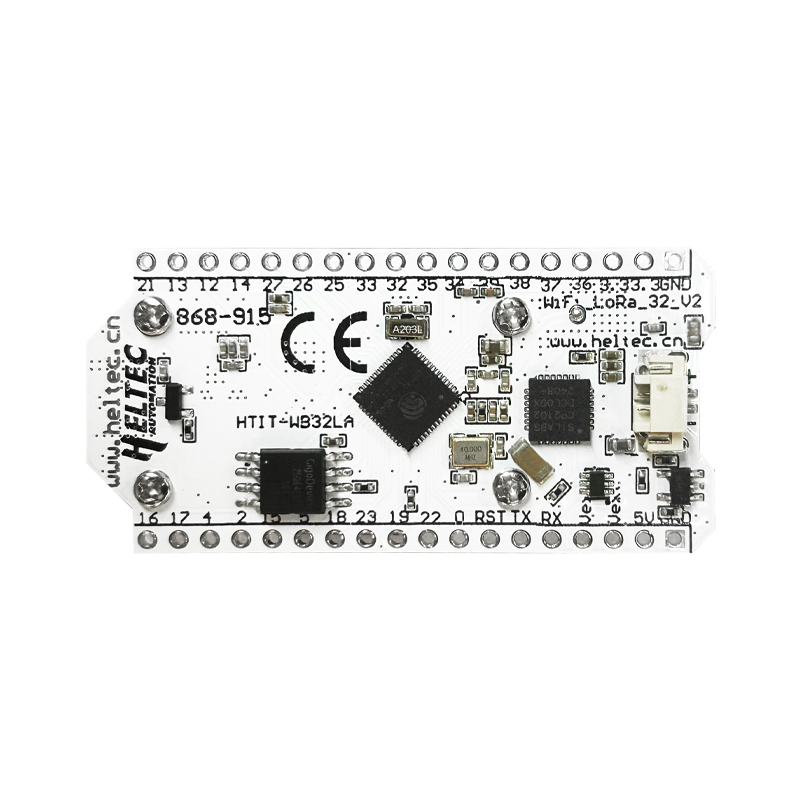 21 13 12 14 27 26 25 33 32 35 34 39 38 37 36 3.3 3.3 GND
WiFi_LoRa_32_V2
868-915
CE
A203L
www.heltec.cn
www.heltec.cn
HELTEC
AUTOMATION
HTIT-WB32LA
SILABS
CP2102
16 17 4 2 15 5 18 23 19 22 0 RST TX RX Vext Vext 5V GND